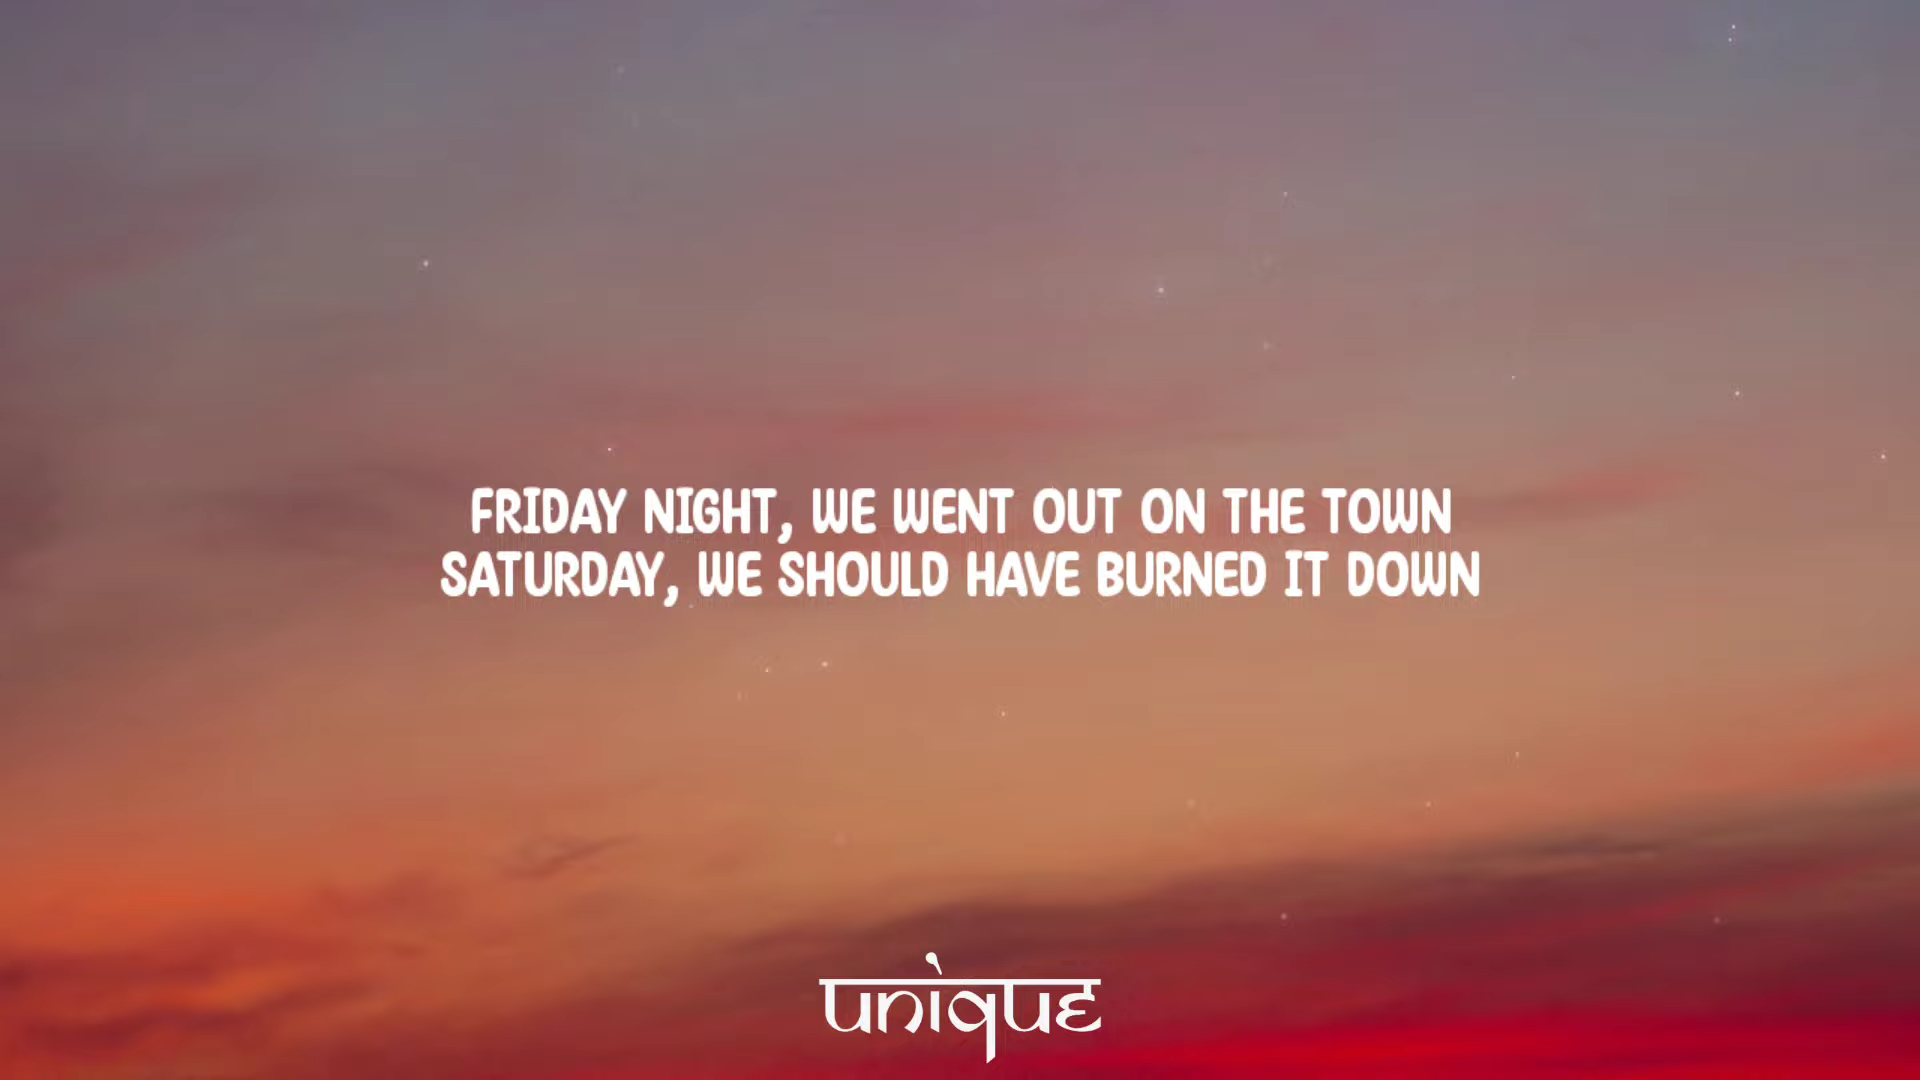 FRIDAY NIGHT, WE WENT OUT ON THE TOWN
SATURDAY, WE SHOULD HAVE BURNED IT DOWN
unique